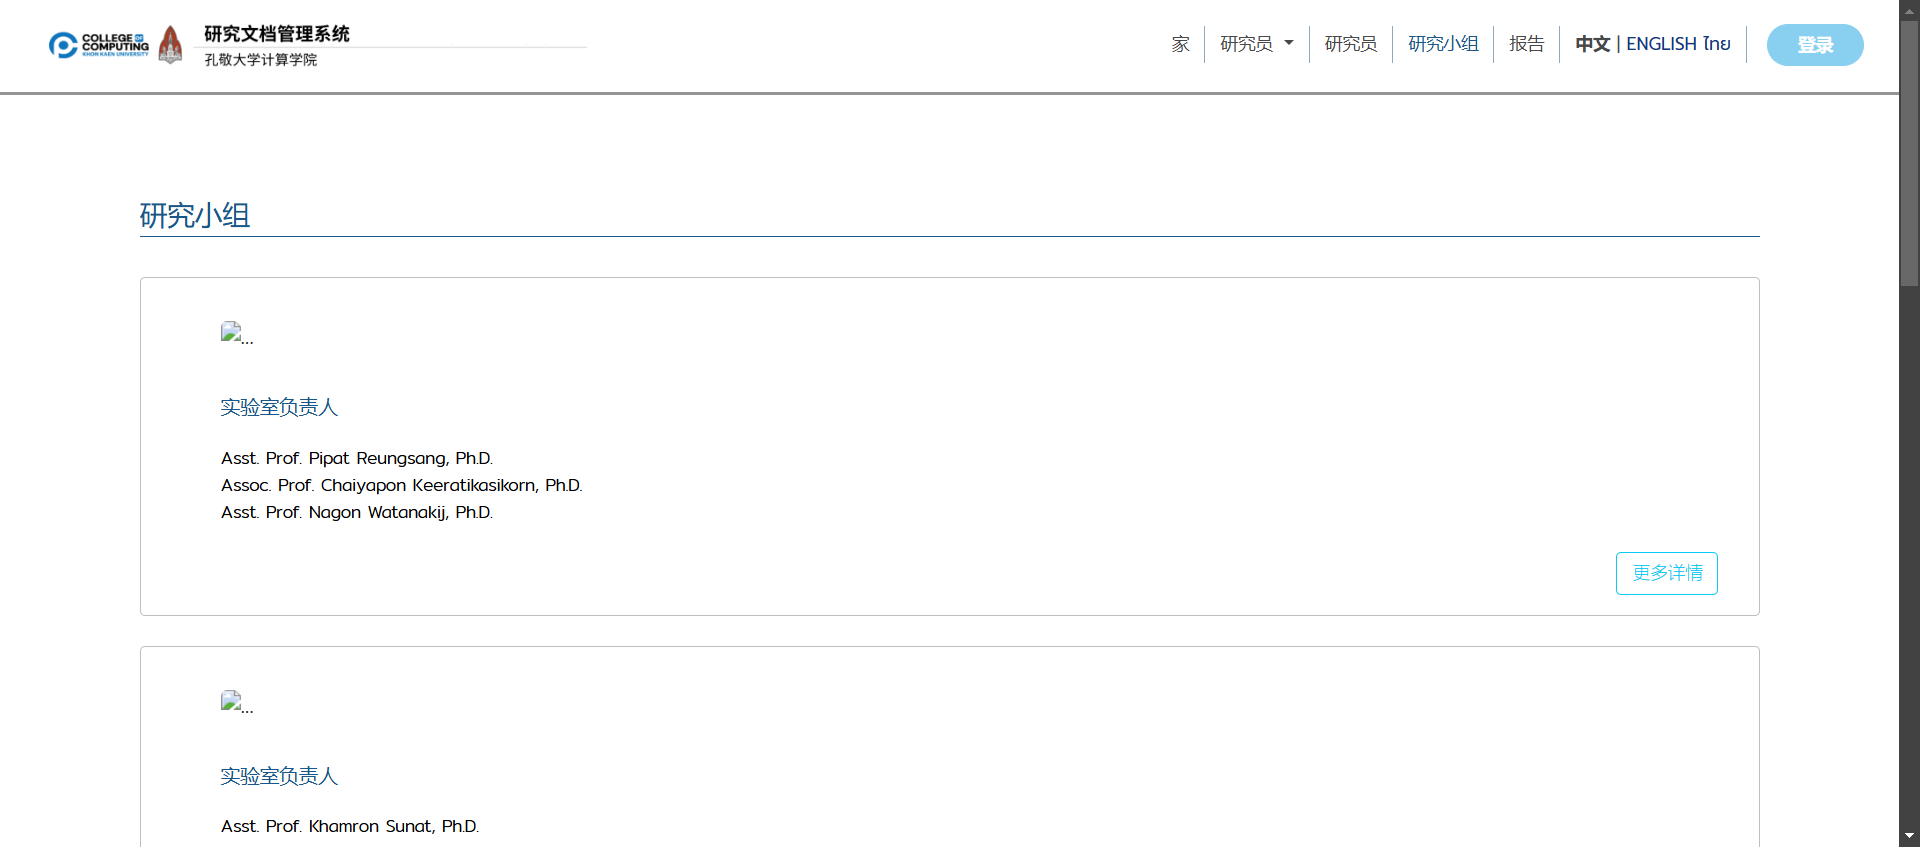 COLLEGE OF
COMPUTING
KHON KAEN UNIVERSITY
研究文档管理系统
孔敬大学计算学院
家
研究员
研究员
研究小组
报告
中文 | ENGLISH ไทย
登录
研究小组
...
实验室负责人
Asst. Prof. Pipat Reungsang, Ph.D.
Assoc. Prof. Chaiyapon Keeratikasikorn, Ph.D.
Asst. Prof. Nagon Watanakij, Ph.D.
更多详情
...
实验室负责人
Asst. Prof. Khamron Sunat, Ph.D.